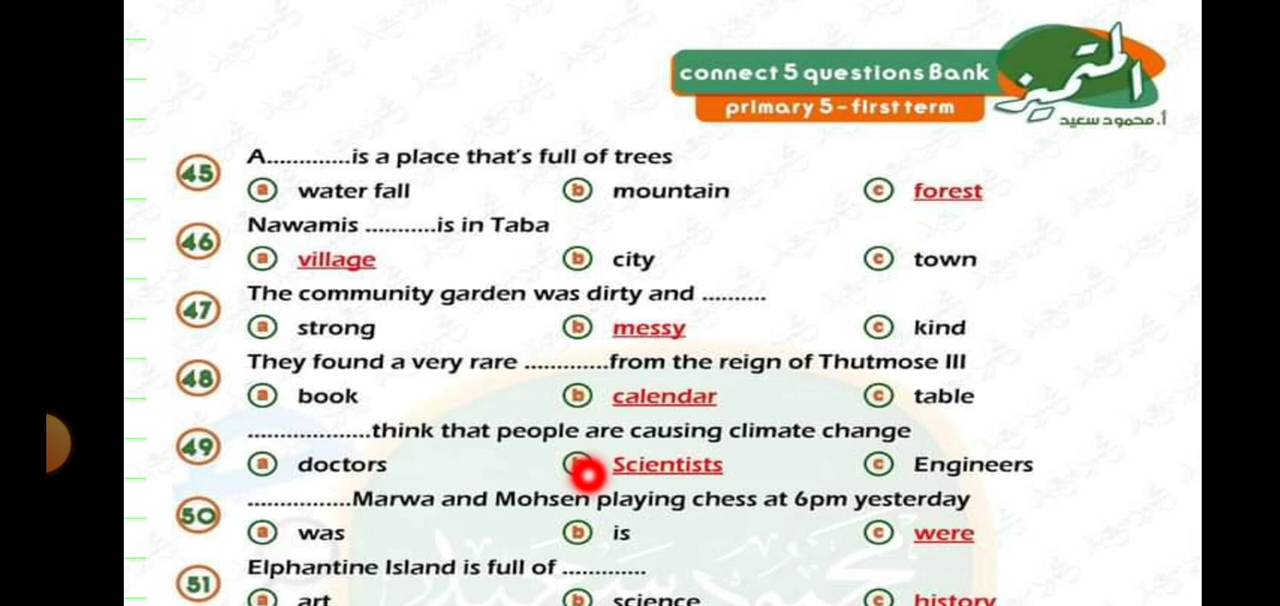 connect 5 questions Bank
primary 5 - first term
المتميز
أ. محمود سعيد
45 A.............is a place that's full of trees
a water fall b mountain c forest
46 Nawamis ...........is in Taba
a village b city c town
47 The community garden was dirty and ..........
a strong b messy c kind
48 They found a very rare .............from the reign of Thutmose III
a book b calendar c table
49 ...................think that people are causing climate change
a doctors Scientists c Engineers
50 ................Marwa and Mohsen playing chess at 6pm yesterday
a was b is c were
51 Elphantine Island is full of .............
a art b science c history